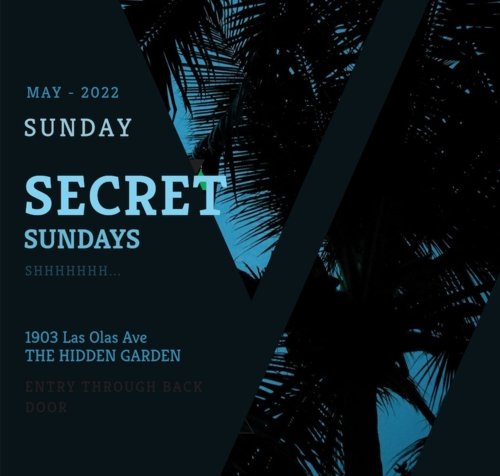 MAY - 2022
SUNDAY
SECRET
SUNDAYS
SHHHHHHH...
1903 Las Olas Ave
THE HIDDEN GARDEN
ENTRY THROUGH BACK
DOOR